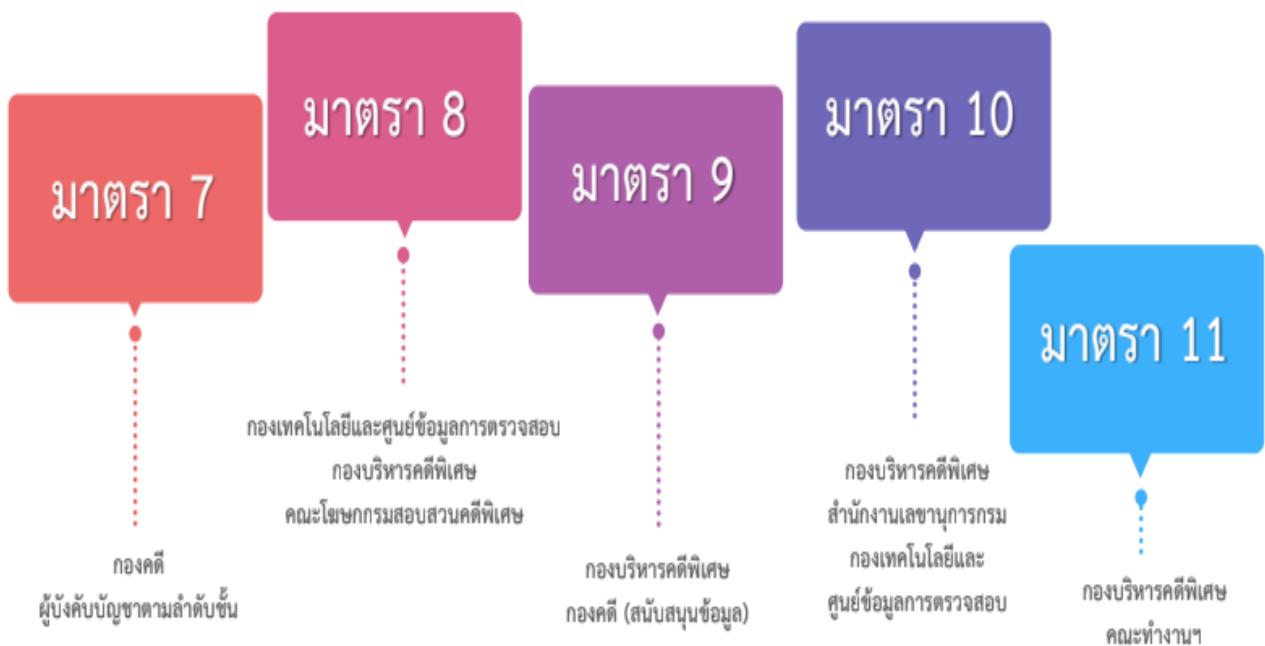 มาตรา 7
กองคดี
ผู้บังคับบัญชาตามลำดับชั้น
มาตรา 8
กองเทคโนโลยีและศูนย์ข้อมูลการตรวจสอบ
กองบริหารคดีพิเศษ
คณะโฆษกกรมสอบสวนคดีพิเศษ
มาตรา 9
กองบริหารคดีพิเศษ
กองคดี (สนับสนุนข้อมูล)
มาตรา 10
กองบริหารคดีพิเศษ
สำนักงานเลขานุการกรม
กองเทคโนโลยีและ
ศูนย์ข้อมูลการตรวจสอบ
มาตรา 11
กองบริหารคดีพิเศษ
คณะทำงานฯ